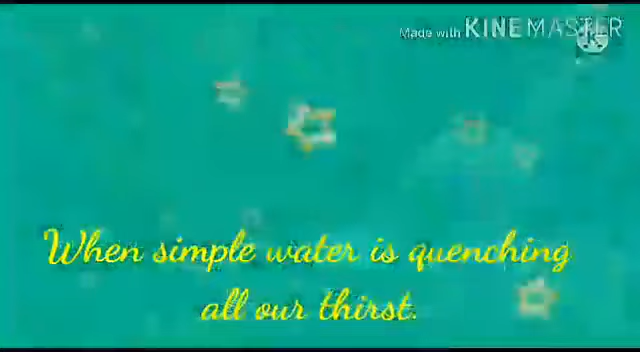 Made with KINEMASTER
When simple water is quenching
all our thirst.